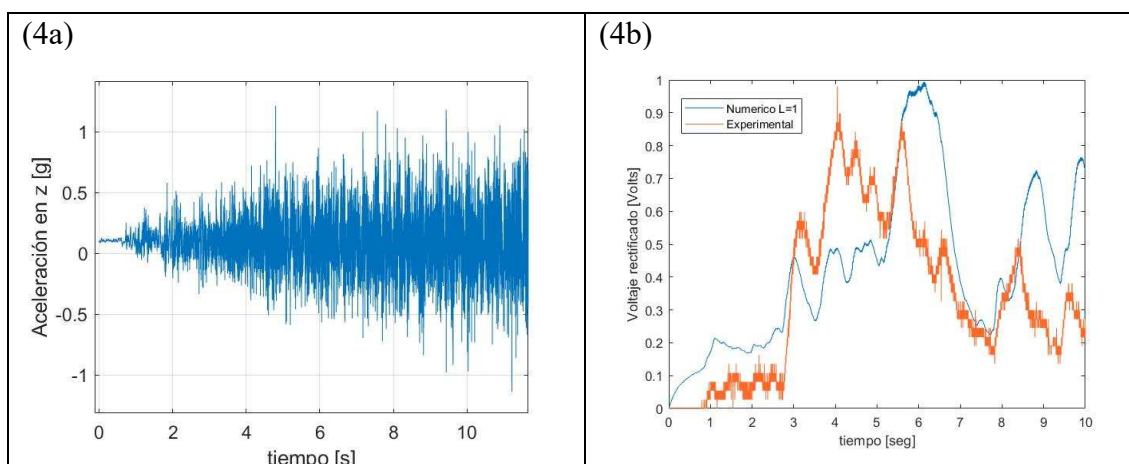 (4a)
Aceleración en z [g]
1
0.5
0
-0.5
-1
0 2 4 6 8 10
tiempo [s]
(4b)
Voltaje rectificado [Volts]
1
0.9
0.8
0.7
0.6
0.5
0.4
0.3
0.2
0.1
0
Numerico L=1
Experimental
0 1 2 3 4 5 6 7 8 9 10
tiempo [seg]